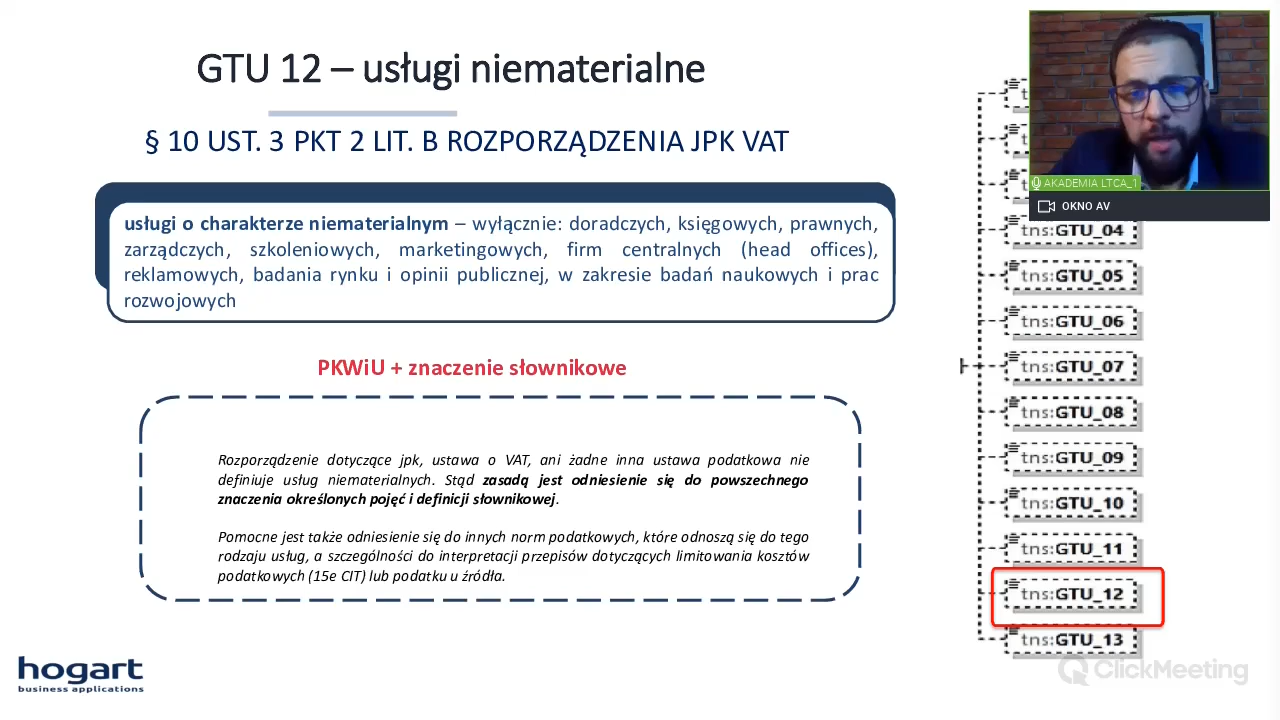 GTU 12 – usługi niematerialne
§ 10 UST. 3 PKT 2 LIT. B ROZPORZĄDZENIA JPK VAT
usługi o charakterze niematerialnym – wyłącznie: doradczych, księgowych, prawnych,
zarządczych, szkoleniowych, marketingowych, firm centralnych (head offices),
reklamowych, badania rynku i opinii publicznej, w zakresie badań naukowych i prac
rozwojowych
PKWiU + znaczenie słownikowe
Rozporządzenie dotyczące jpk, ustawa o VAT, ani żadne inna ustawa podatkowa nie
definiuje usług niematerialnych. Stąd zasadą jest odniesienie się do powszechnego
znaczenia określonych pojęć i definicji słownikowej.
Pomocne jest także odniesienie się do innych norm podatkowych, które odnoszą się do tego
rodzaju usług, a szczególności do interpretacji przepisów dotyczących limitowania kosztów
podatkowych (15e CIT) lub podatku u źródła.
hogart
business applications
AKADEMIA LTCA_1
OKNO AV
tns:GTU_04
tns:GTU_05
tns:GTU_06
tns:GTU_07
tns:GTU_08
tns:GTU_09
tns:GTU_10
tns:GTU_11
tns:GTU_12
tns:GTU_13
ClickMeeting